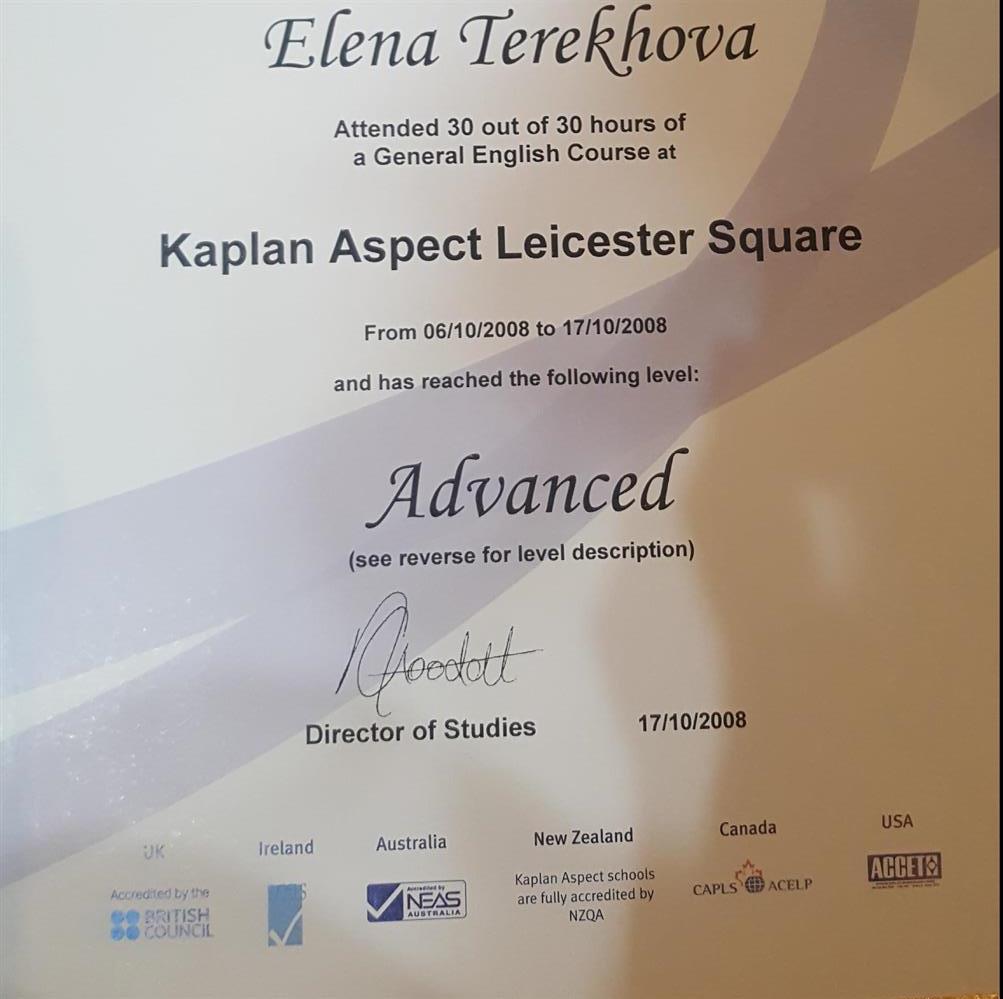 Elena Terekhova
Attended 30 out of 30 hours of
a General English Course at
Kaplan Aspect Leicester Square
From 06/10/2008 to 17/10/2008
and has reached the following level:
Advanced
(see reverse for level description)
Director of Studies
17/10/2008
UK
Accredited by the
BRITISH
COUNCIL
Ireland
Australia
Accredited by
NEAS
AUSTRALIA
New Zealand
Kaplan Aspect schools
are fully accredited by
NZQA
Canada
CAPLS ACELP
USA
ACCET